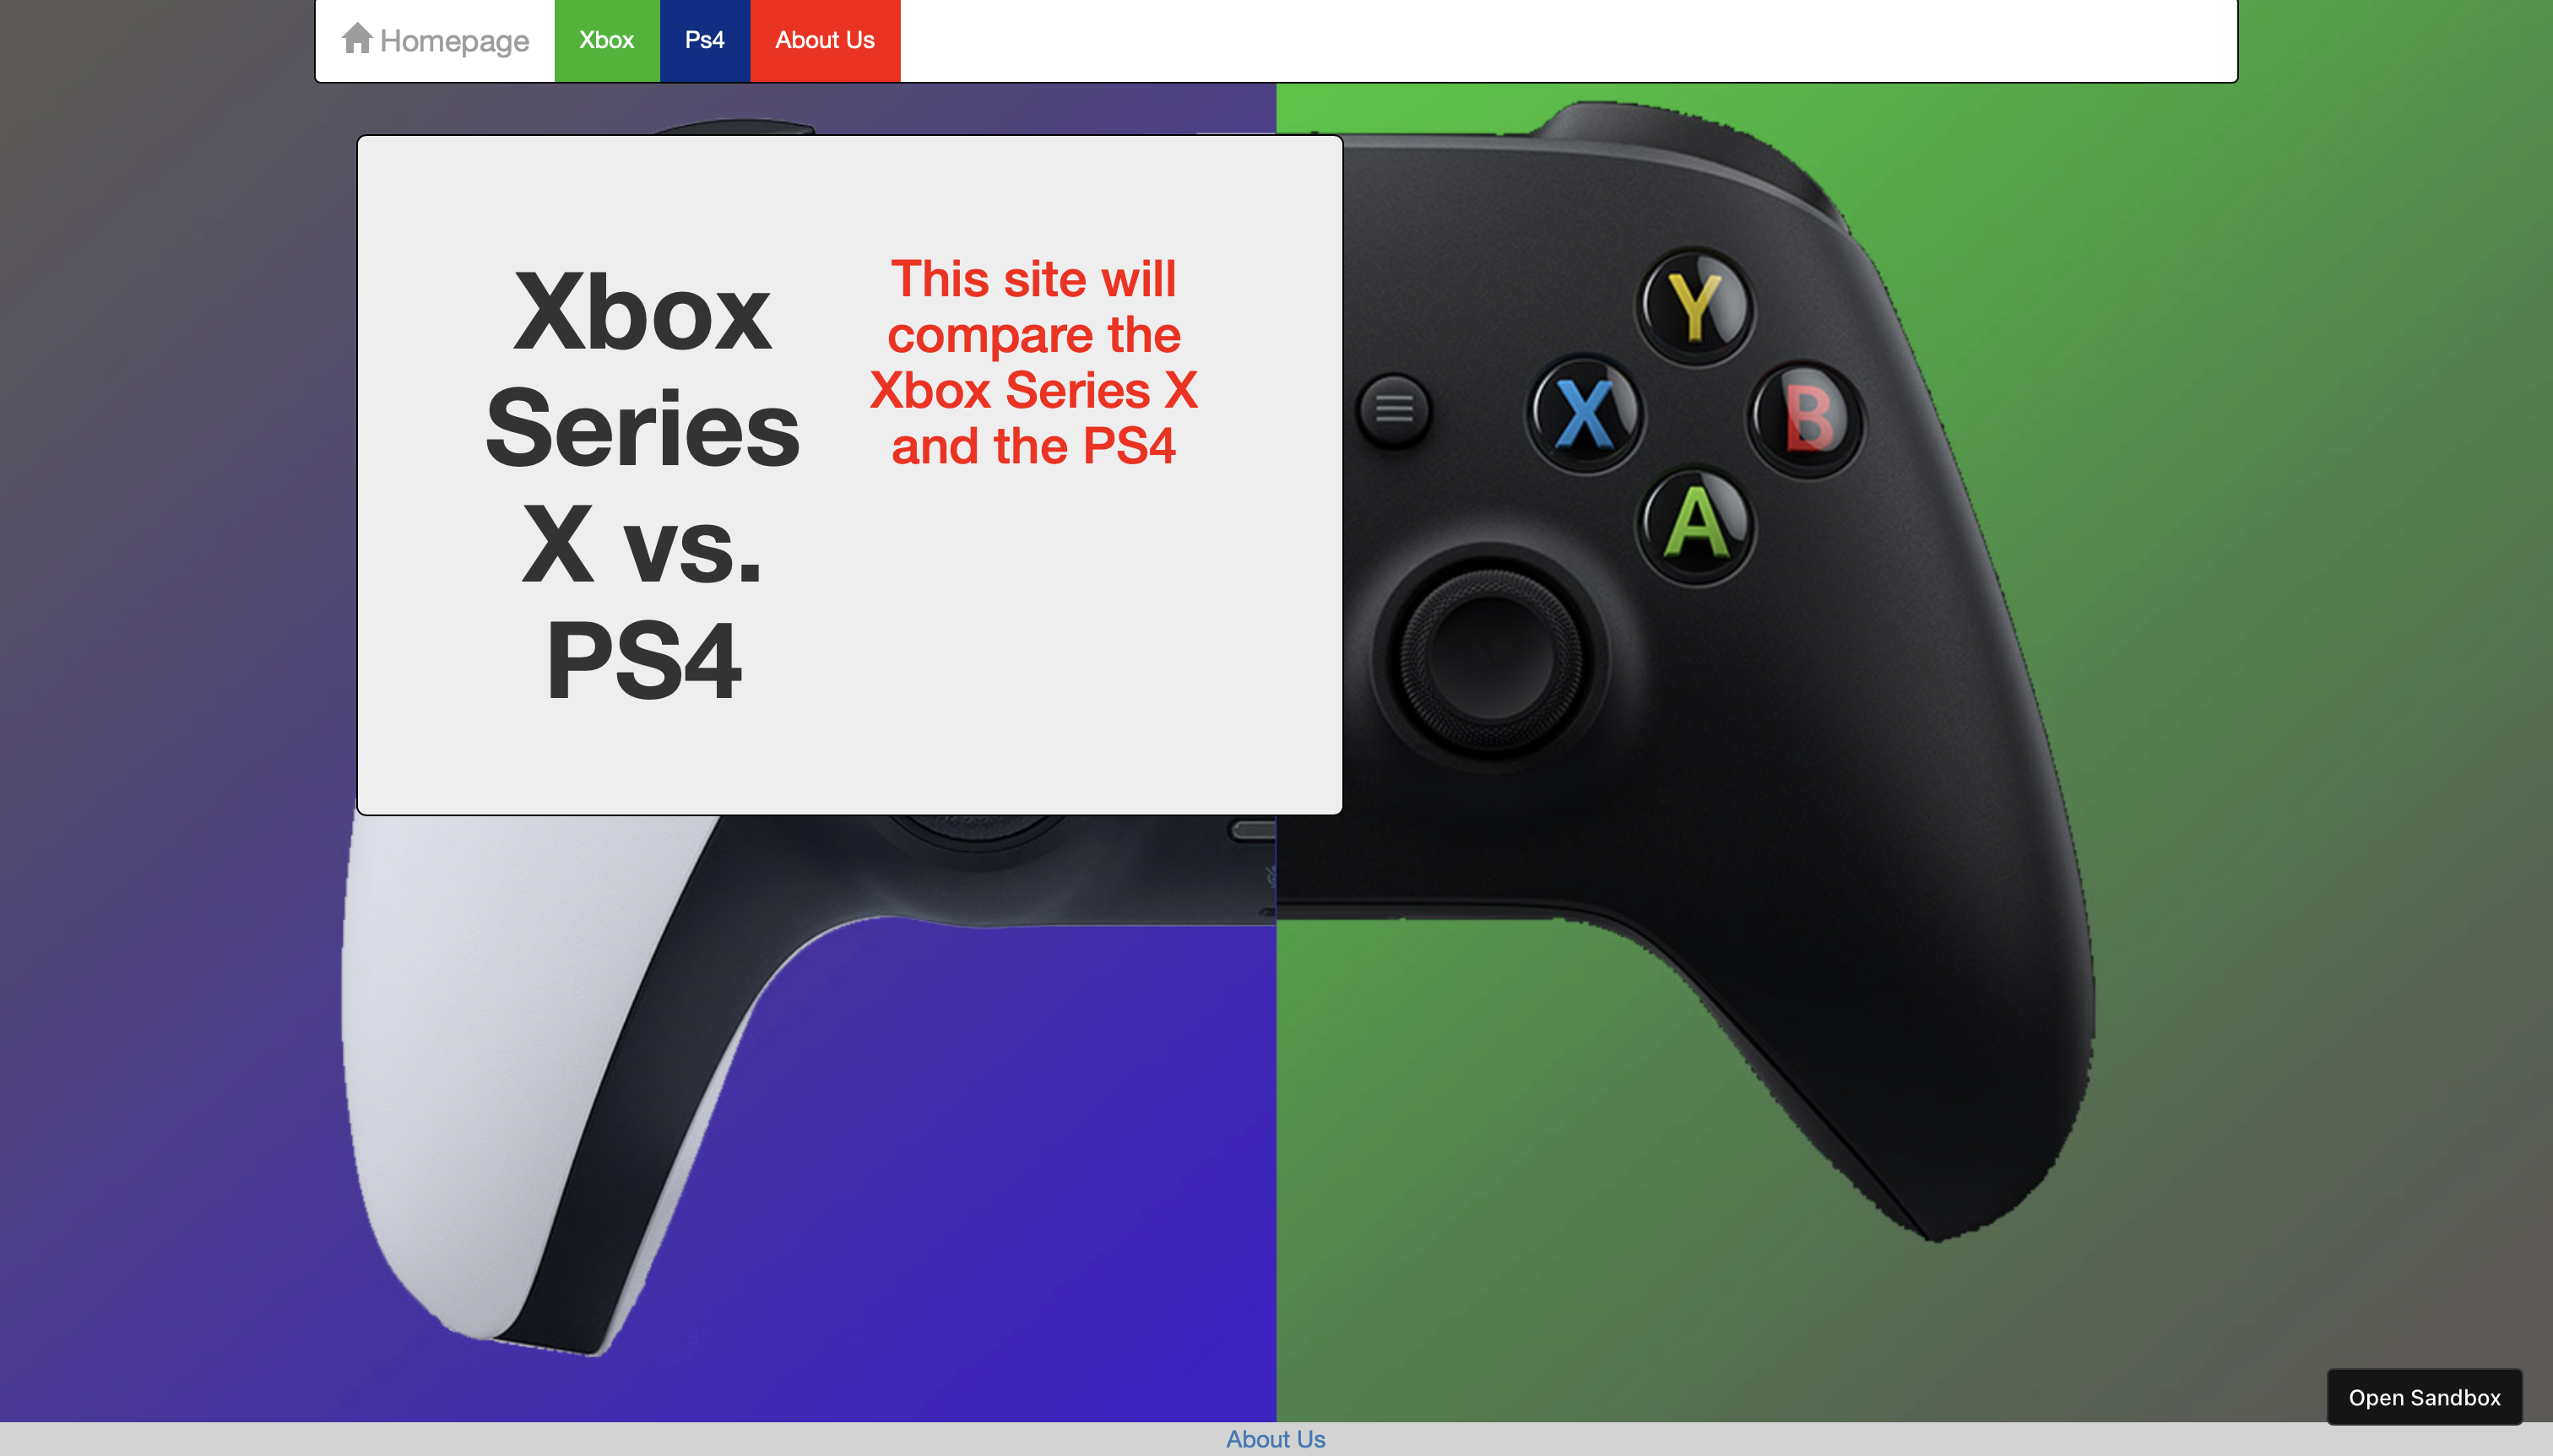 Homepage Xbox Ps4 About Us
Xbox
Series
X vs.
PS4
This site will
compare the
Xbox Series X
and the PS4
Y
X
B
A
Open Sandbox
About Us